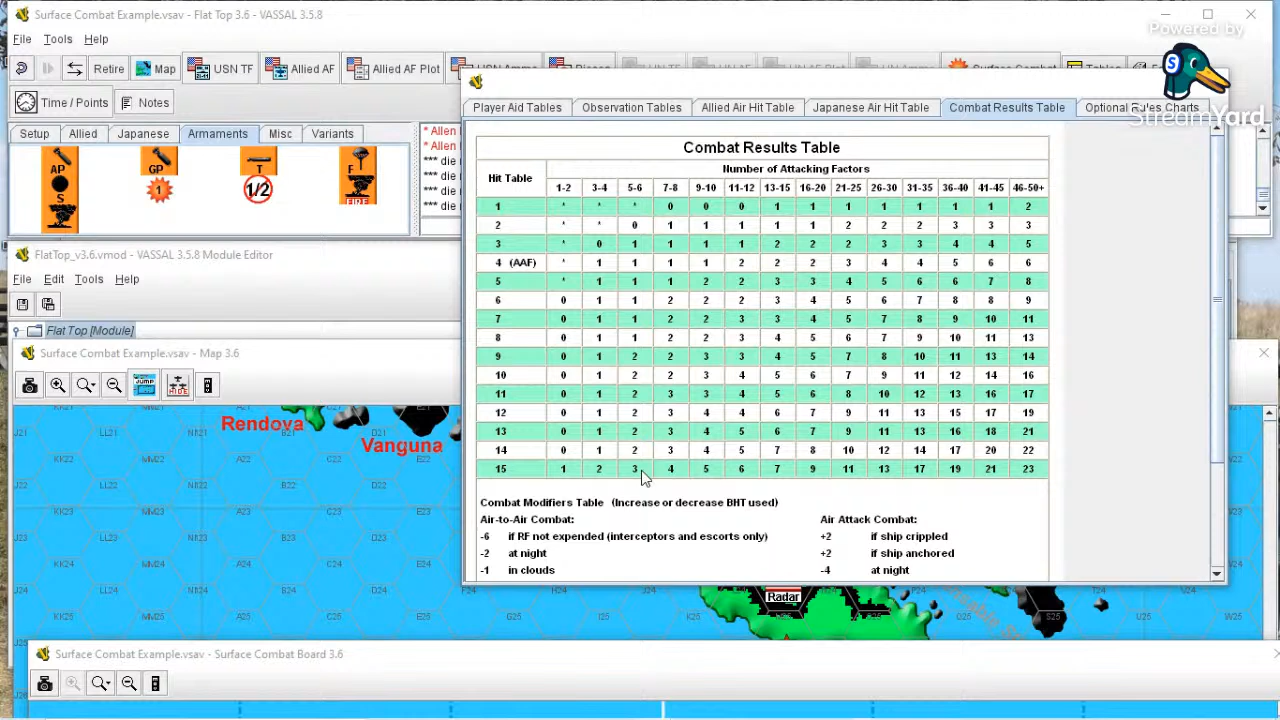 Surface Combat Example.vsav - Flat Top 3.6 - VASSAL 3.5.8
Powered by
StreamYard
File Tools Help
Retire Map USN TF Allied AF Allied AF Plot
Time / Points Notes
Setup Allied Japanese Armaments Misc Variants
AP GP T F
S 1 1/2 FIRE
* Allen
* Allen
*** die
*** die
*** die
*** die
Player Aid Tables Observation Tables Allied Air Hit Table Japanese Air Hit Table Combat Results Table Optional Rules Charts
Combat Results Table
Hit Table Number of Attacking Factors
1-2 3-4 5-6 7-8 9-10 11-12 13-15 16-20 21-25 26-30 31-35 36-40 41-45 46-50+
1 * * * 0 0 0 1 1 1 1 1 1 1 2
2 * * 0 1 1 1 1 1 2 2 2 3 3 3
3 * 0 1 1 1 1 2 2 2 3 3 4 4 5
4 (AAF) * 1 1 1 1 2 2 2 3 4 4 5 6 6
5 * 1 1 1 2 2 3 3 4 5 6 6 7 8
6 0 1 1 2 2 2 3 4 5 6 7 8 8 9
7 0 1 1 2 2 3 3 4 5 7 8 9 10 11
8 0 1 1 2 2 3 4 5 6 7 9 10 11 13
9 0 1 2 2 3 3 4 5 7 8 10 11 13 14
10 0 1 2 2 3 4 5 6 7 9 11 12 14 16
11 0 1 2 3 3 4 5 6 8 10 12 13 16 17
12 0 1 2 3 4 4 6 7 9 11 13 15 17 19
13 0 1 2 3 4 5 6 7 9 11 13 16 18 21
14 0 1 2 3 4 5 7 8 10 12 14 17 20 22
15 1 2 3 4 5 6 7 9 11 13 17 19 21 23
Combat Modifiers Table (Increase or decrease BHT used)
Air-to-Air Combat:
-6 if RF not expended (interceptors and escorts only)
-2 at night
-1 in clouds
Air Attack Combat:
+2 if ship crippled
+2 if ship anchored
-4 at night
FlatTop_v3.6.vmod - VASSAL 3.5.8 Module Editor
File Edit Tools Help
Flat Top [Module]
Surface Combat Example.vsav - Map 3.6
JUMP HIDE
Rendova
Vanguna
Radar
Surface Combat Example.vsav - Surface Combat Board 3.6